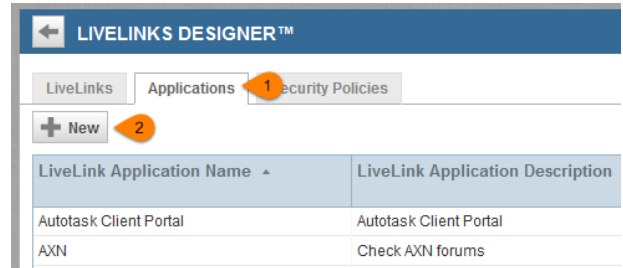 LIVELINKS DESIGNER™
LiveLinks Applications 1 ecurity Policies
New 2
LiveLink Application Name LiveLink Application Description
Autotask Client Portal Autotask Client Portal
AXN Check AXN forums